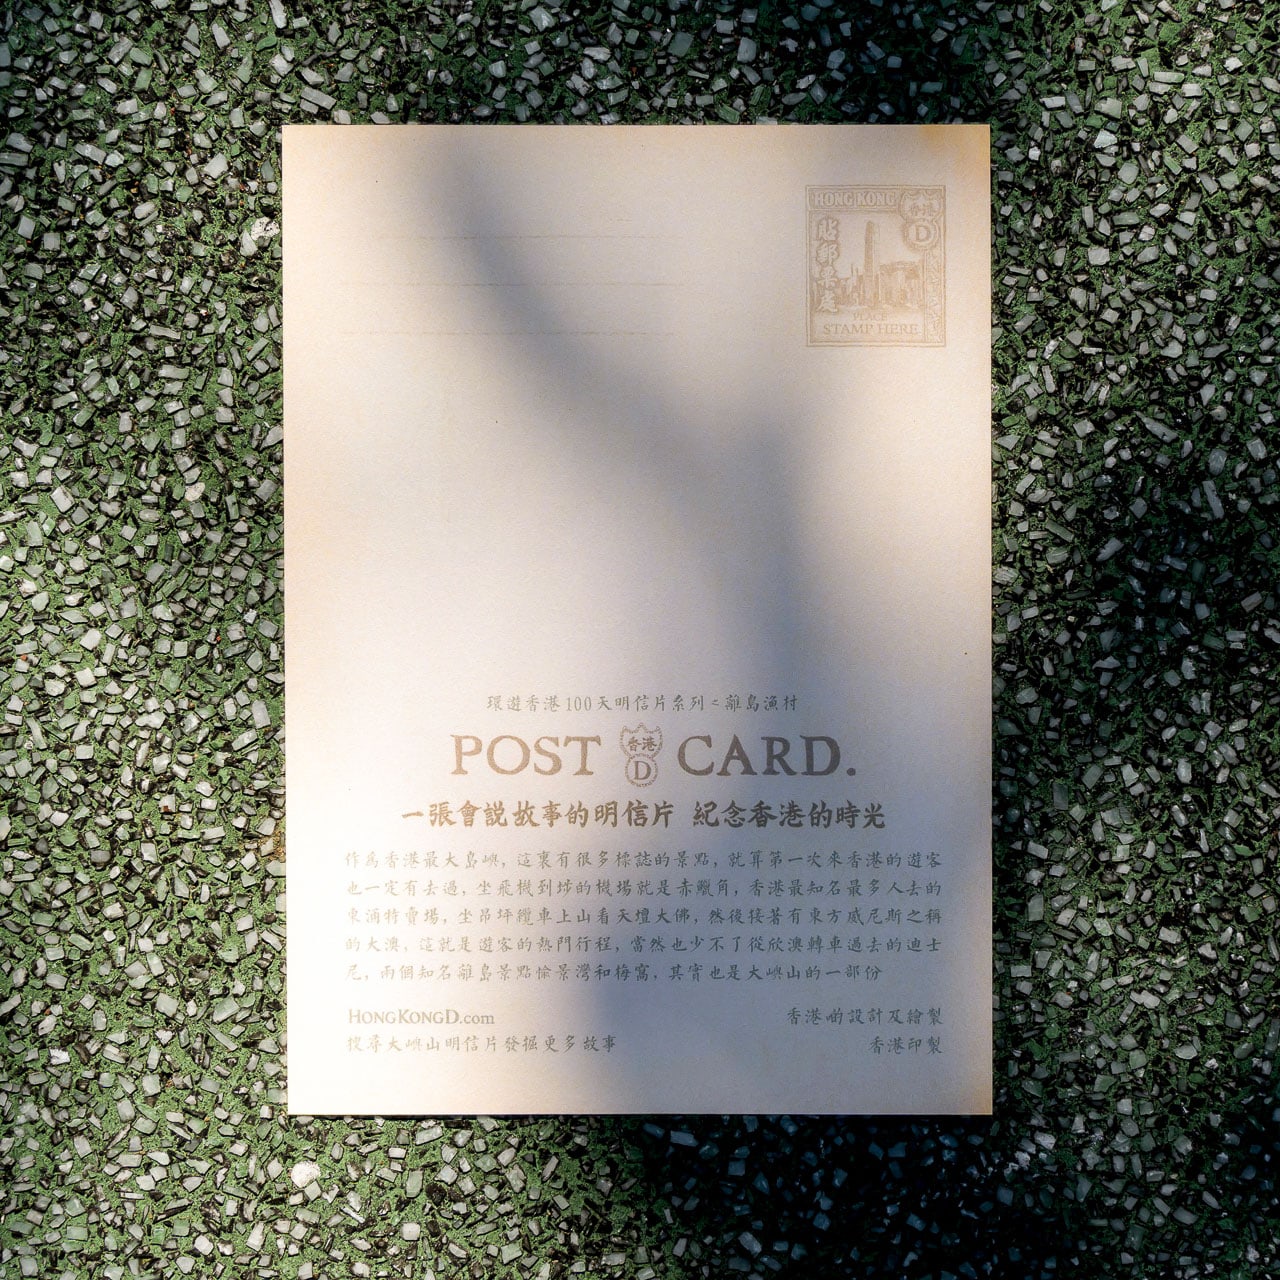 HONG KONG
香港
D
貼郵票處
PLACE
STAMP HERE
環遊香港100天明信片系列之離島漁村
POST 香港 D CARD.
一張會説故事的明信片 紀念香港的時光
作為香港最大島嶼，這裏有很多標誌的景點，就算第一次來香港的遊客
也一定有去過，坐飛機到埗的機場就是赤鱲角，香港最知名最多人去的
東涌特賣場，坐昂坪纜車上山看天壇大佛，然後接著有東方威尼斯之稱
的大澳，這就是遊客的熱門行程，當然也少不了從欣澳轉車過去的迪士
尼，兩個知名離島景點愉景灣和梅窩，其實也是大嶼山的一部份
HONGKONGD.com
香港啲設計及繪製
搜尋大嶼山明信片發掘更多故事
香港印製